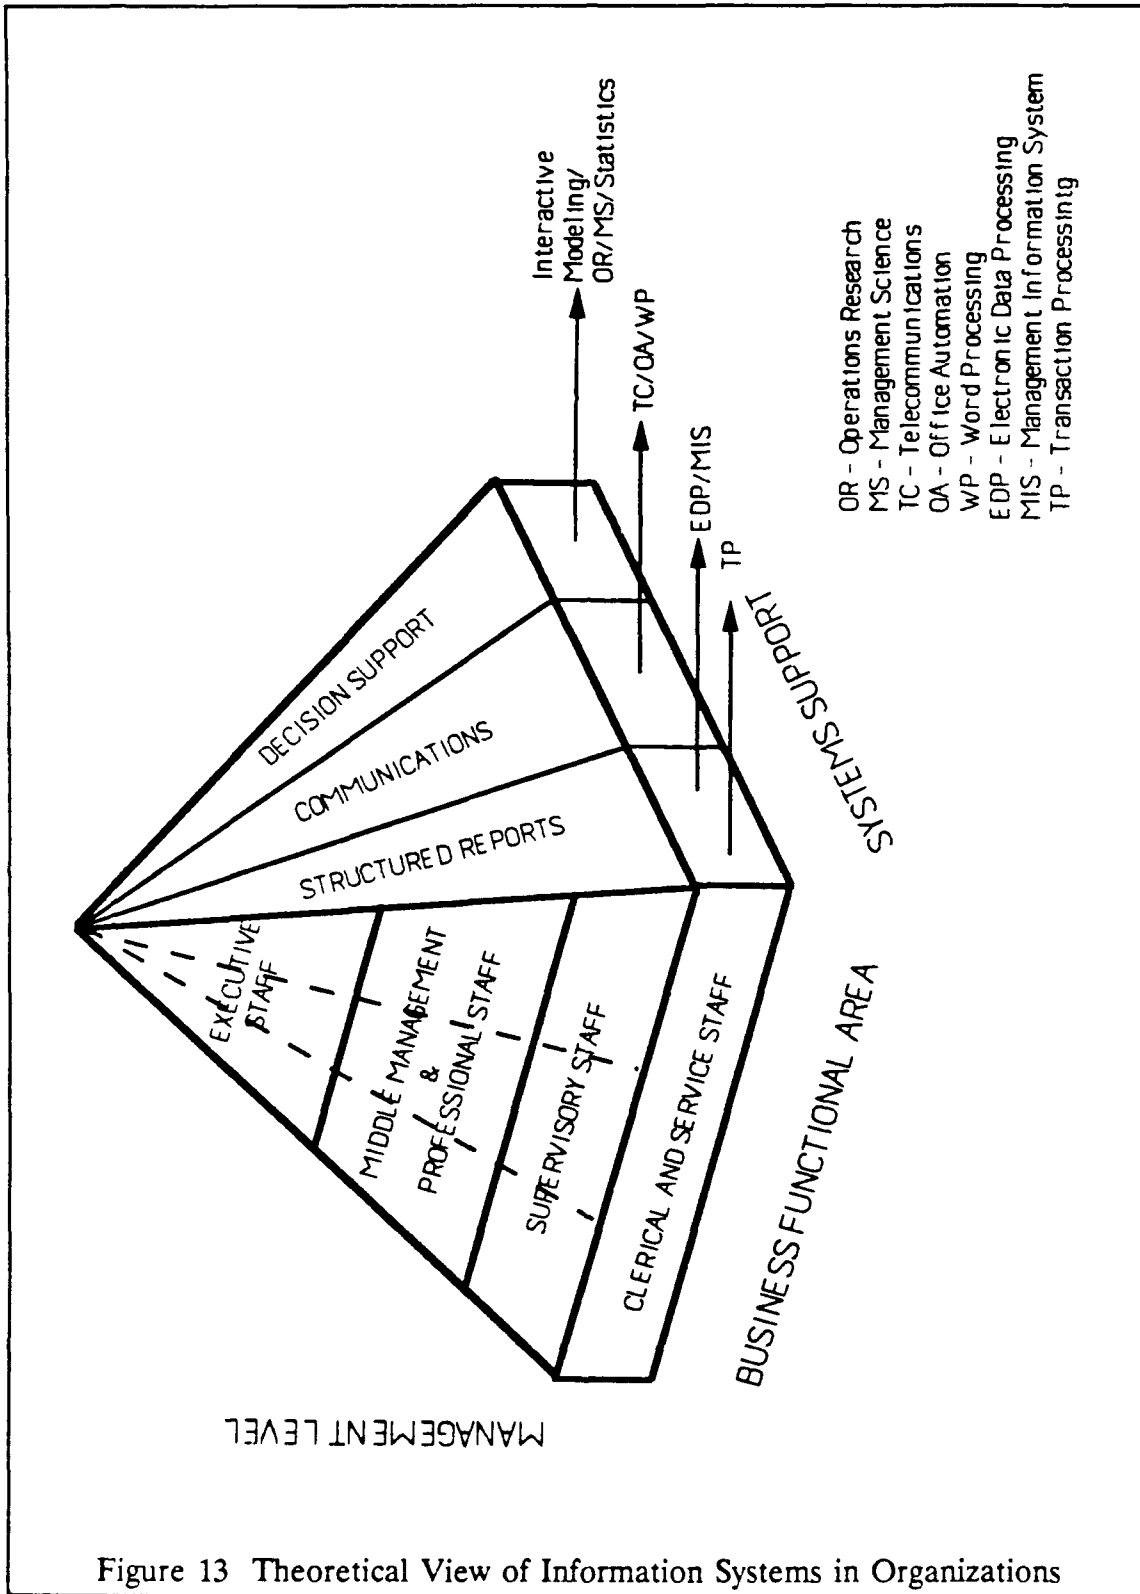 MANAGEMENT LEVEL
EXECUTIVE
STAFF
MIDDLE MANAGEMENT
&
PROFESSIONAL STAFF
SUPERVISORY STAFF
CLERICAL AND SERVICE STAFF
BUSINESS FUNCTIONAL AREA
DECISION SUPPORT
COMMUNICATIONS
STRUCTURED REPORTS
SYSTEMS SUPPORT
Interactive
Modeling/
OR/MS/Statistics
TC/OA/WP
EDP/MIS
TP
OR - Operations Research
MS - Management Science
TC - Telecommunications
OA - Office Automation
WP - Word Processing
EDP - Electronic Data Processing
MIS - Management Information System
TP - Transaction Processintg
Figure 13 Theoretical View of Information Systems in Organizations